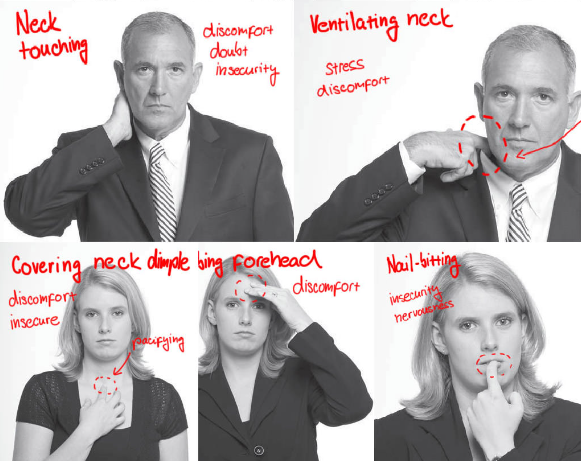 Neck
touching
discomfort
doubt
insecurity
Ventilating neck
stress
discomfort
Covering neck dimple
discomfort
insecure
pacifying
bing forehead
discomfort
Nail-bitting
insecurity
nervousness